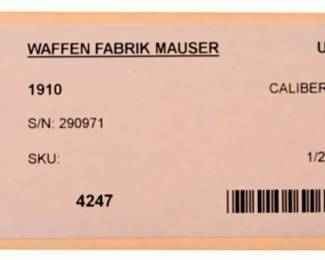 WAFFEN FABRIK MAUSER U
1910 CALIBER
S/N: 290971
SKU: 1/2
4247